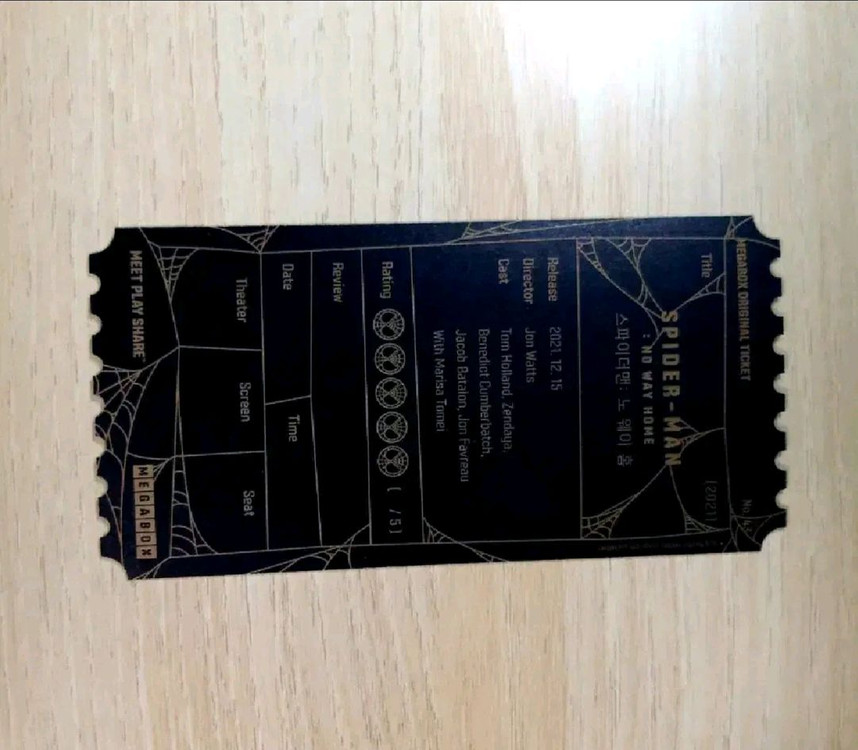 MEGABOX ORIGINAL TICKET
Title
SPIDER-MAN
: NO WAY HOME
스파이더맨: 노 웨이 홈
[2021]
Release 2021. 12. 15
Director Jon Watts
Cast Tom Holland, Zendaya,
Benedict Cumberbatch,
Jacob Batalon, Jon Favreau
With Marisa Tomei
Rating [ / 5 ]
Review
Date Time
Theater Screen Seat
MEET PLAY SHARE
MEGABOX